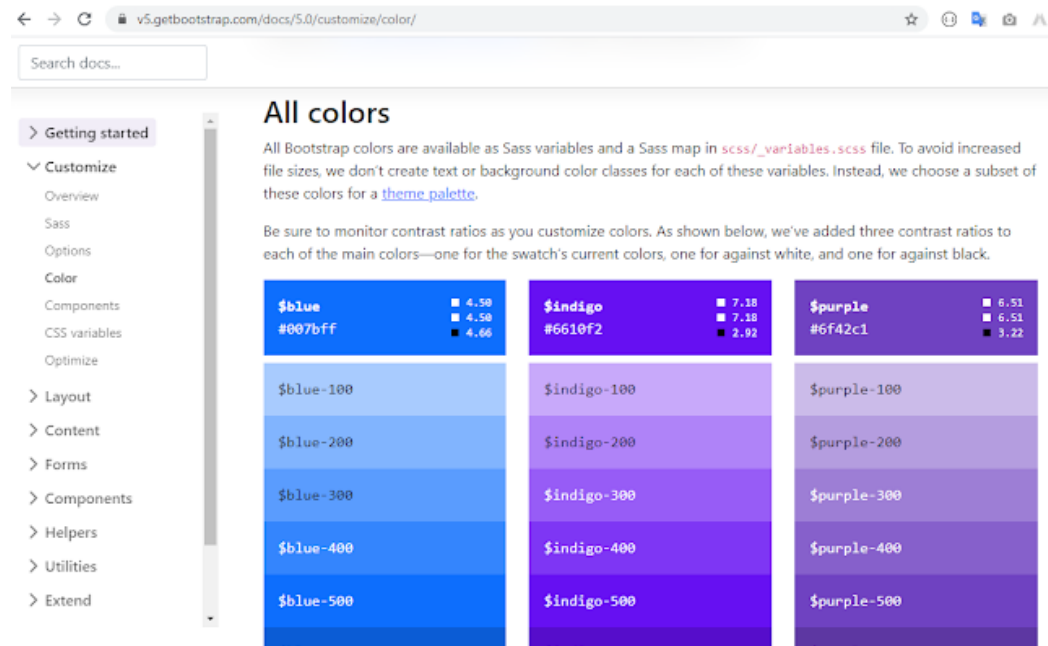 v5.getbootstrap.com/docs/5.0/customize/color/
Search docs...
Getting started
Customize
Overview
Sass
Options
Color
Components
CSS variables
Optimize
Layout
Content
Forms
Components
Helpers
Utilities
Extend
All colors
All Bootstrap colors are available as Sass variables and a Sass map in scss/_variables.scss file. To avoid increased
file sizes, we don't create text or background color classes for each of these variables. Instead, we choose a subset of
these colors for a theme palette.
Be sure to monitor contrast ratios as you customize colors. As shown below, we've added three contrast ratios to
each of the main colors—one for the swatch's current colors, one for against white, and one for against black.
$blue
#007bff
4.50
4.50
4.66
$blue-100
$blue-200
$blue-300
$blue-400
$blue-500
$indigo
#6610f2
7.18
7.18
2.92
$indigo-100
$indigo-200
$indigo-300
$indigo-400
$indigo-500
$purple
#6f42c1
6.51
6.51
3.22
$purple-100
$purple-200
$purple-300
$purple-400
$purple-500